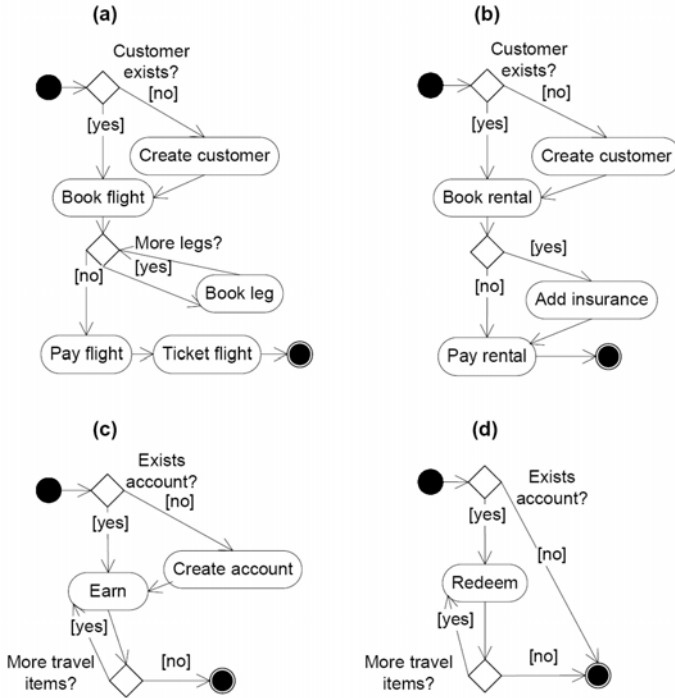 (a)
Customer
exists?
[no]
[yes]
Create customer
Book flight
More legs?
[no]
[yes]
Book leg
Pay flight
Ticket flight
(b)
Customer
exists?
[no]
[yes]
Create customer
Book rental
[yes]
[no]
Add insurance
Pay rental
(c)
Exists
account?
[no]
[yes]
Create account
Earn
[yes]
More travel
items?
[no]
(d)
Exists
account?
[yes]
[no]
Redeem
[yes]
More travel
items?
[no]